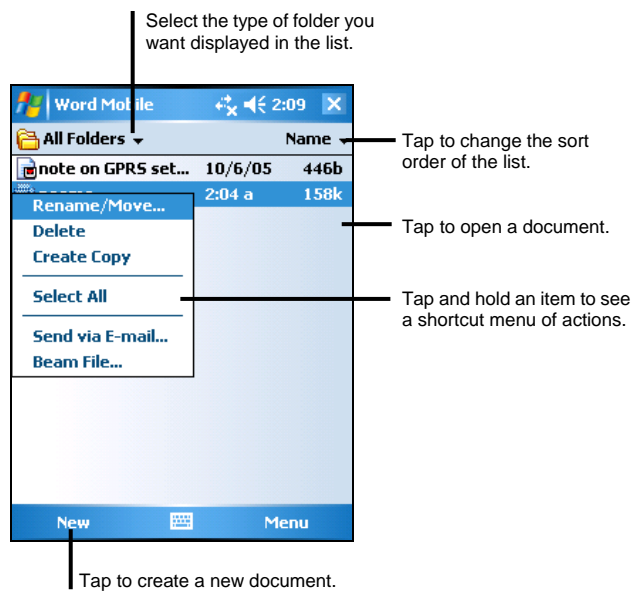 Select the type of folder you
want displayed in the list.
Word Mobile 2:09
All Folders Name
Tap to change the sort
order of the list.
note on GPRS set... 10/6/05 446b
2:04 a 158k
Rename/Move...
Tap to open a document.
Delete
Create Copy
Select All
Tap and hold an item to see
a shortcut menu of actions.
Send via E-mail...
Beam File...
New Menu
Tap to create a new document.